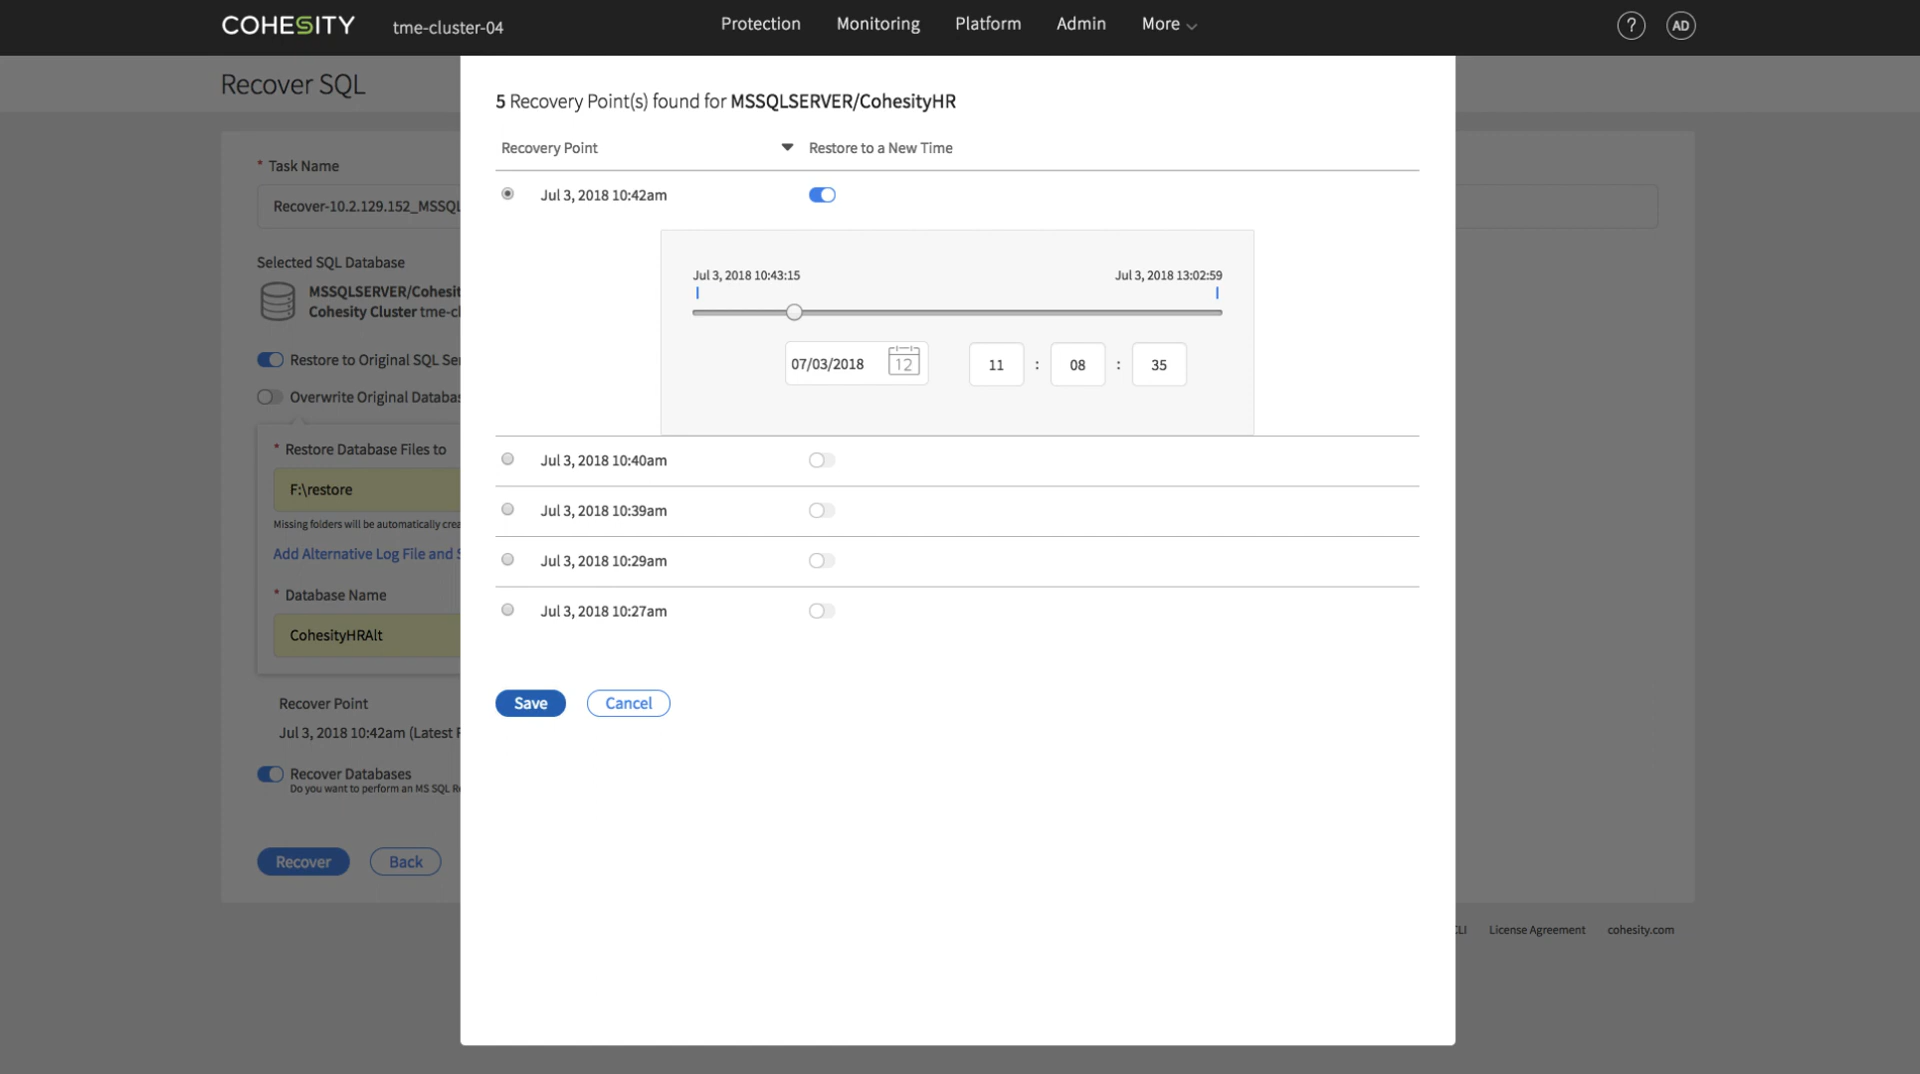 COHESITY tme-cluster-04 Protection Monitoring Platform Admin More ? AD
Recover SQL
5 Recovery Point(s) found for MSSQLSERVER/CohesityHR
Recovery Point Restore to a New Time
* Task Name
Jul 3, 2018 10:42am
Recover-10.2.129.152_MSSQL
Selected SQL Database
Jul 3, 2018 10:43:15 Jul 3, 2018 13:02:59
MSSQLSERVER/Cohesit
Cohesity Cluster tme-cl
Restore to Original SQL Ser
07/03/2018 12 11 : 08 : 35
Overwrite Original Databas
* Restore Database Files to
Jul 3, 2018 10:40am
F:\restore
Jul 3, 2018 10:39am
Missing folders will be automatically crea
Add Alternative Log File and S
Jul 3, 2018 10:29am
* Database Name
Jul 3, 2018 10:27am
CohesityHRAlt
Recover Point
Save Cancel
Jul 3, 2018 10:42am (Latest
Recover Databases
Do you want to perform an MS SQL Re
Recover Back
CLI License Agreement cohesity.com